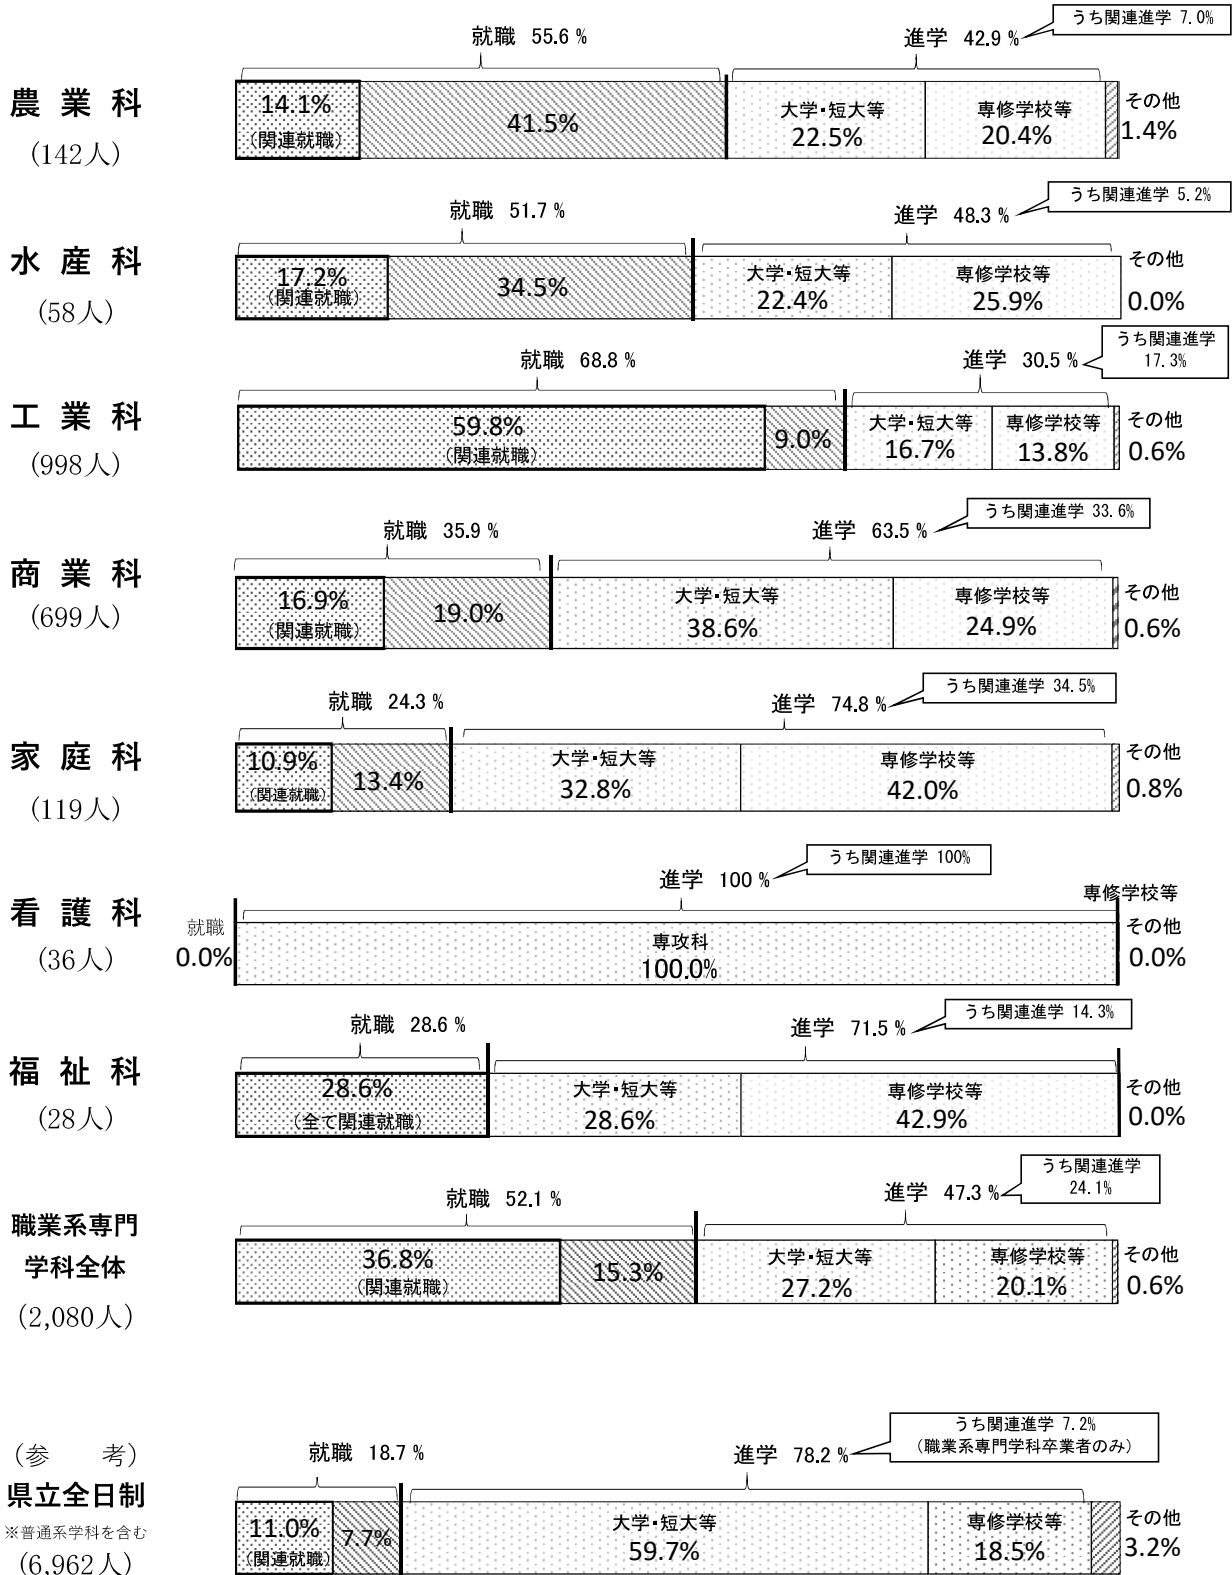 就職 55.6 %
進学 42.9 %
うち関連進学 7.0%
農業科
(142人)
14.1%
(関連就職)
41.5%
大学・短大等
22.5%
専修学校等
20.4%
その他
1.4%
就職 51.7 %
進学 48.3 %
うち関連進学 5.2%
水産科
(58人)
17.2%
(関連就職)
34.5%
大学・短大等
22.4%
専修学校等
25.9%
その他
0.0%
就職 68.8 %
進学 30.5 %
うち関連進学
17.3%
工業科
(998人)
59.8%
(関連就職)
9.0%
大学・短大等
16.7%
専修学校等
13.8%
その他
0.6%
就職 35.9 %
進学 63.5 %
うち関連進学 33.6%
商業科
(699人)
16.9%
(関連就職)
19.0%
大学・短大等
38.6%
専修学校等
24.9%
その他
0.6%
就職 24.3 %
進学 74.8 %
うち関連進学 34.5%
家庭科
(119人)
10.9%
(関連就職)
13.4%
大学・短大等
32.8%
専修学校等
42.0%
その他
0.8%
進学 100 %
うち関連進学 100%
看護科
(36人)
就職
0.0%
専攻科
100.0%
専修学校等
その他
0.0%
就職 28.6 %
進学 71.5 %
うち関連進学 14.3%
福祉科
(28人)
28.6%
(全て関連就職)
大学・短大等
28.6%
専修学校等
42.9%
その他
0.0%
就職 52.1 %
進学 47.3 %
うち関連進学
24.1%
職業系専門
学科全体
(2,080人)
36.8%
(関連就職)
15.3%
大学・短大等
27.2%
専修学校等
20.1%
その他
0.6%
就職 18.7 %
進学 78.2 %
うち関連進学 7.2%
(職業系専門学科卒業者のみ)
(参 考)
県立全日制
※普通系学科を含む
(6,962人)
11.0%
(関連就職)
7.7%
大学・短大等
59.7%
専修学校等
18.5%
その他
3.2%